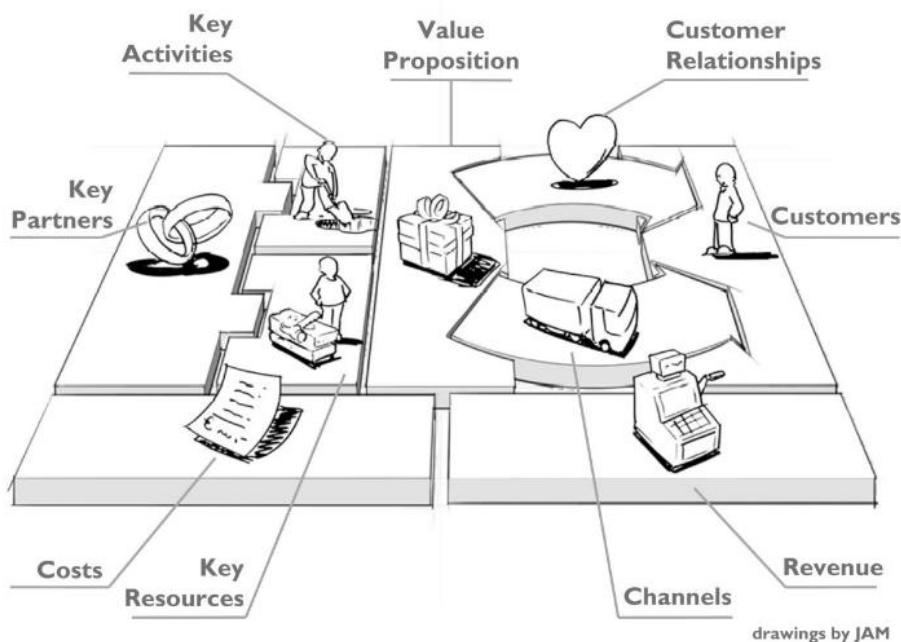 Key
Activities
Value
Proposition
Customer
Relationships
Key
Partners
Customers
Costs
Key
Resources
Channels
Revenue
drawings by JAM